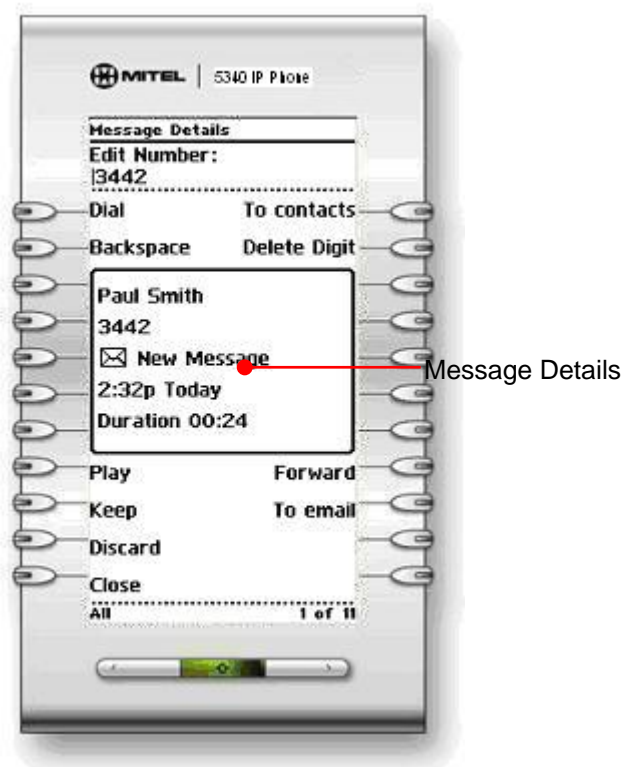 MITEL | 5340 IP Phone
Message Details
Edit Number:
3442
Dial To contacts
Backspace Delete Digit
Paul Smith
3442
New Message
Message Details
2:32p Today
Duration 00:24
Play Forward
Keep To email
Discard
Close
All 1 of 11